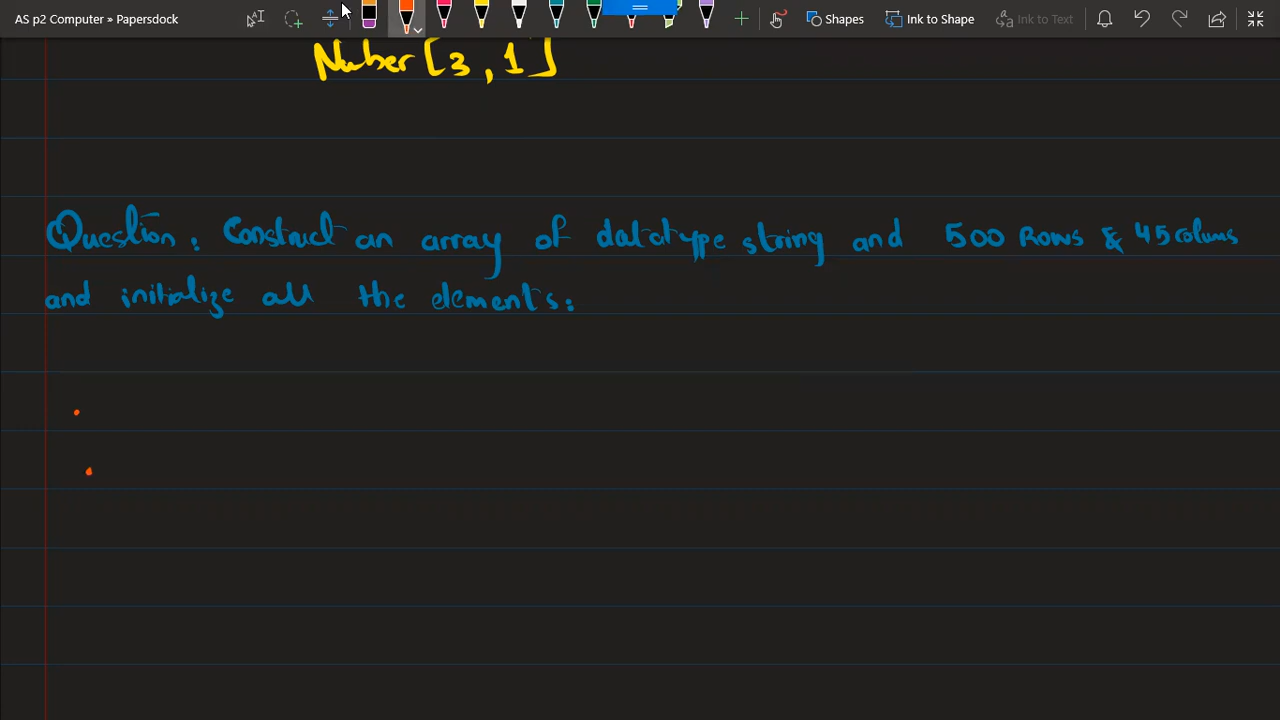 AS p2 Computer » Papersdock
Shapes
Ink to Shape
Ink to Text
Number [3, 1]
Question: Construct an array of datatype string and 500 Rows & 45 colums
and initialize all the elements: